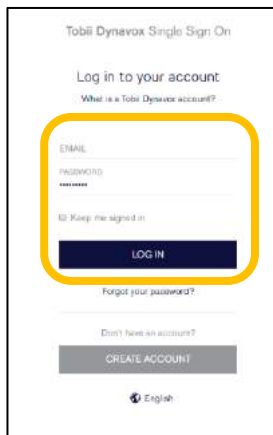 Tobii Dynavox Single Sign On
Log in to your account
What is a Tobii Dynavox account?
EMAIL
PASSWORD
•••••••••
Keep me signed in
LOG IN
Forgot your password?
Don't have an account?
CREATE ACCOUNT
English